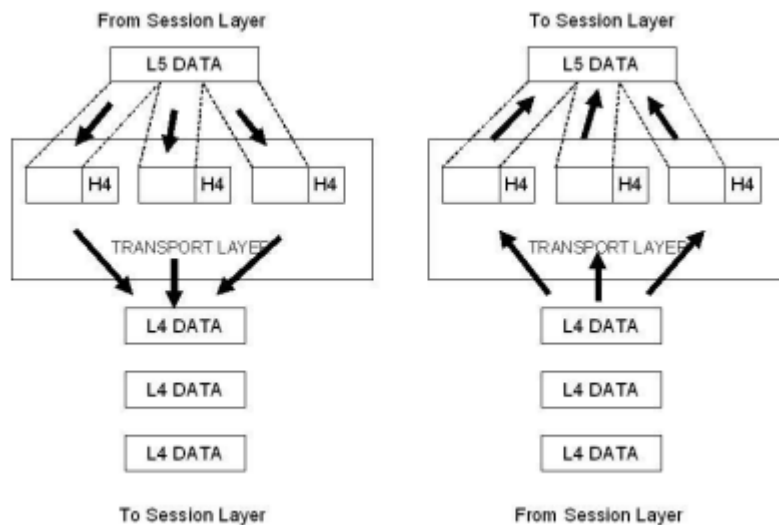 From Session Layer
To Session Layer
L5 DATA
L5 DATA
H4
H4
H4
H4
H4
H4
TRANSPORT LAYER
TRANSPORT LAYER
L4 DATA
L4 DATA
L4 DATA
L4 DATA
L4 DATA
L4 DATA
To Session Layer
From Session Layer